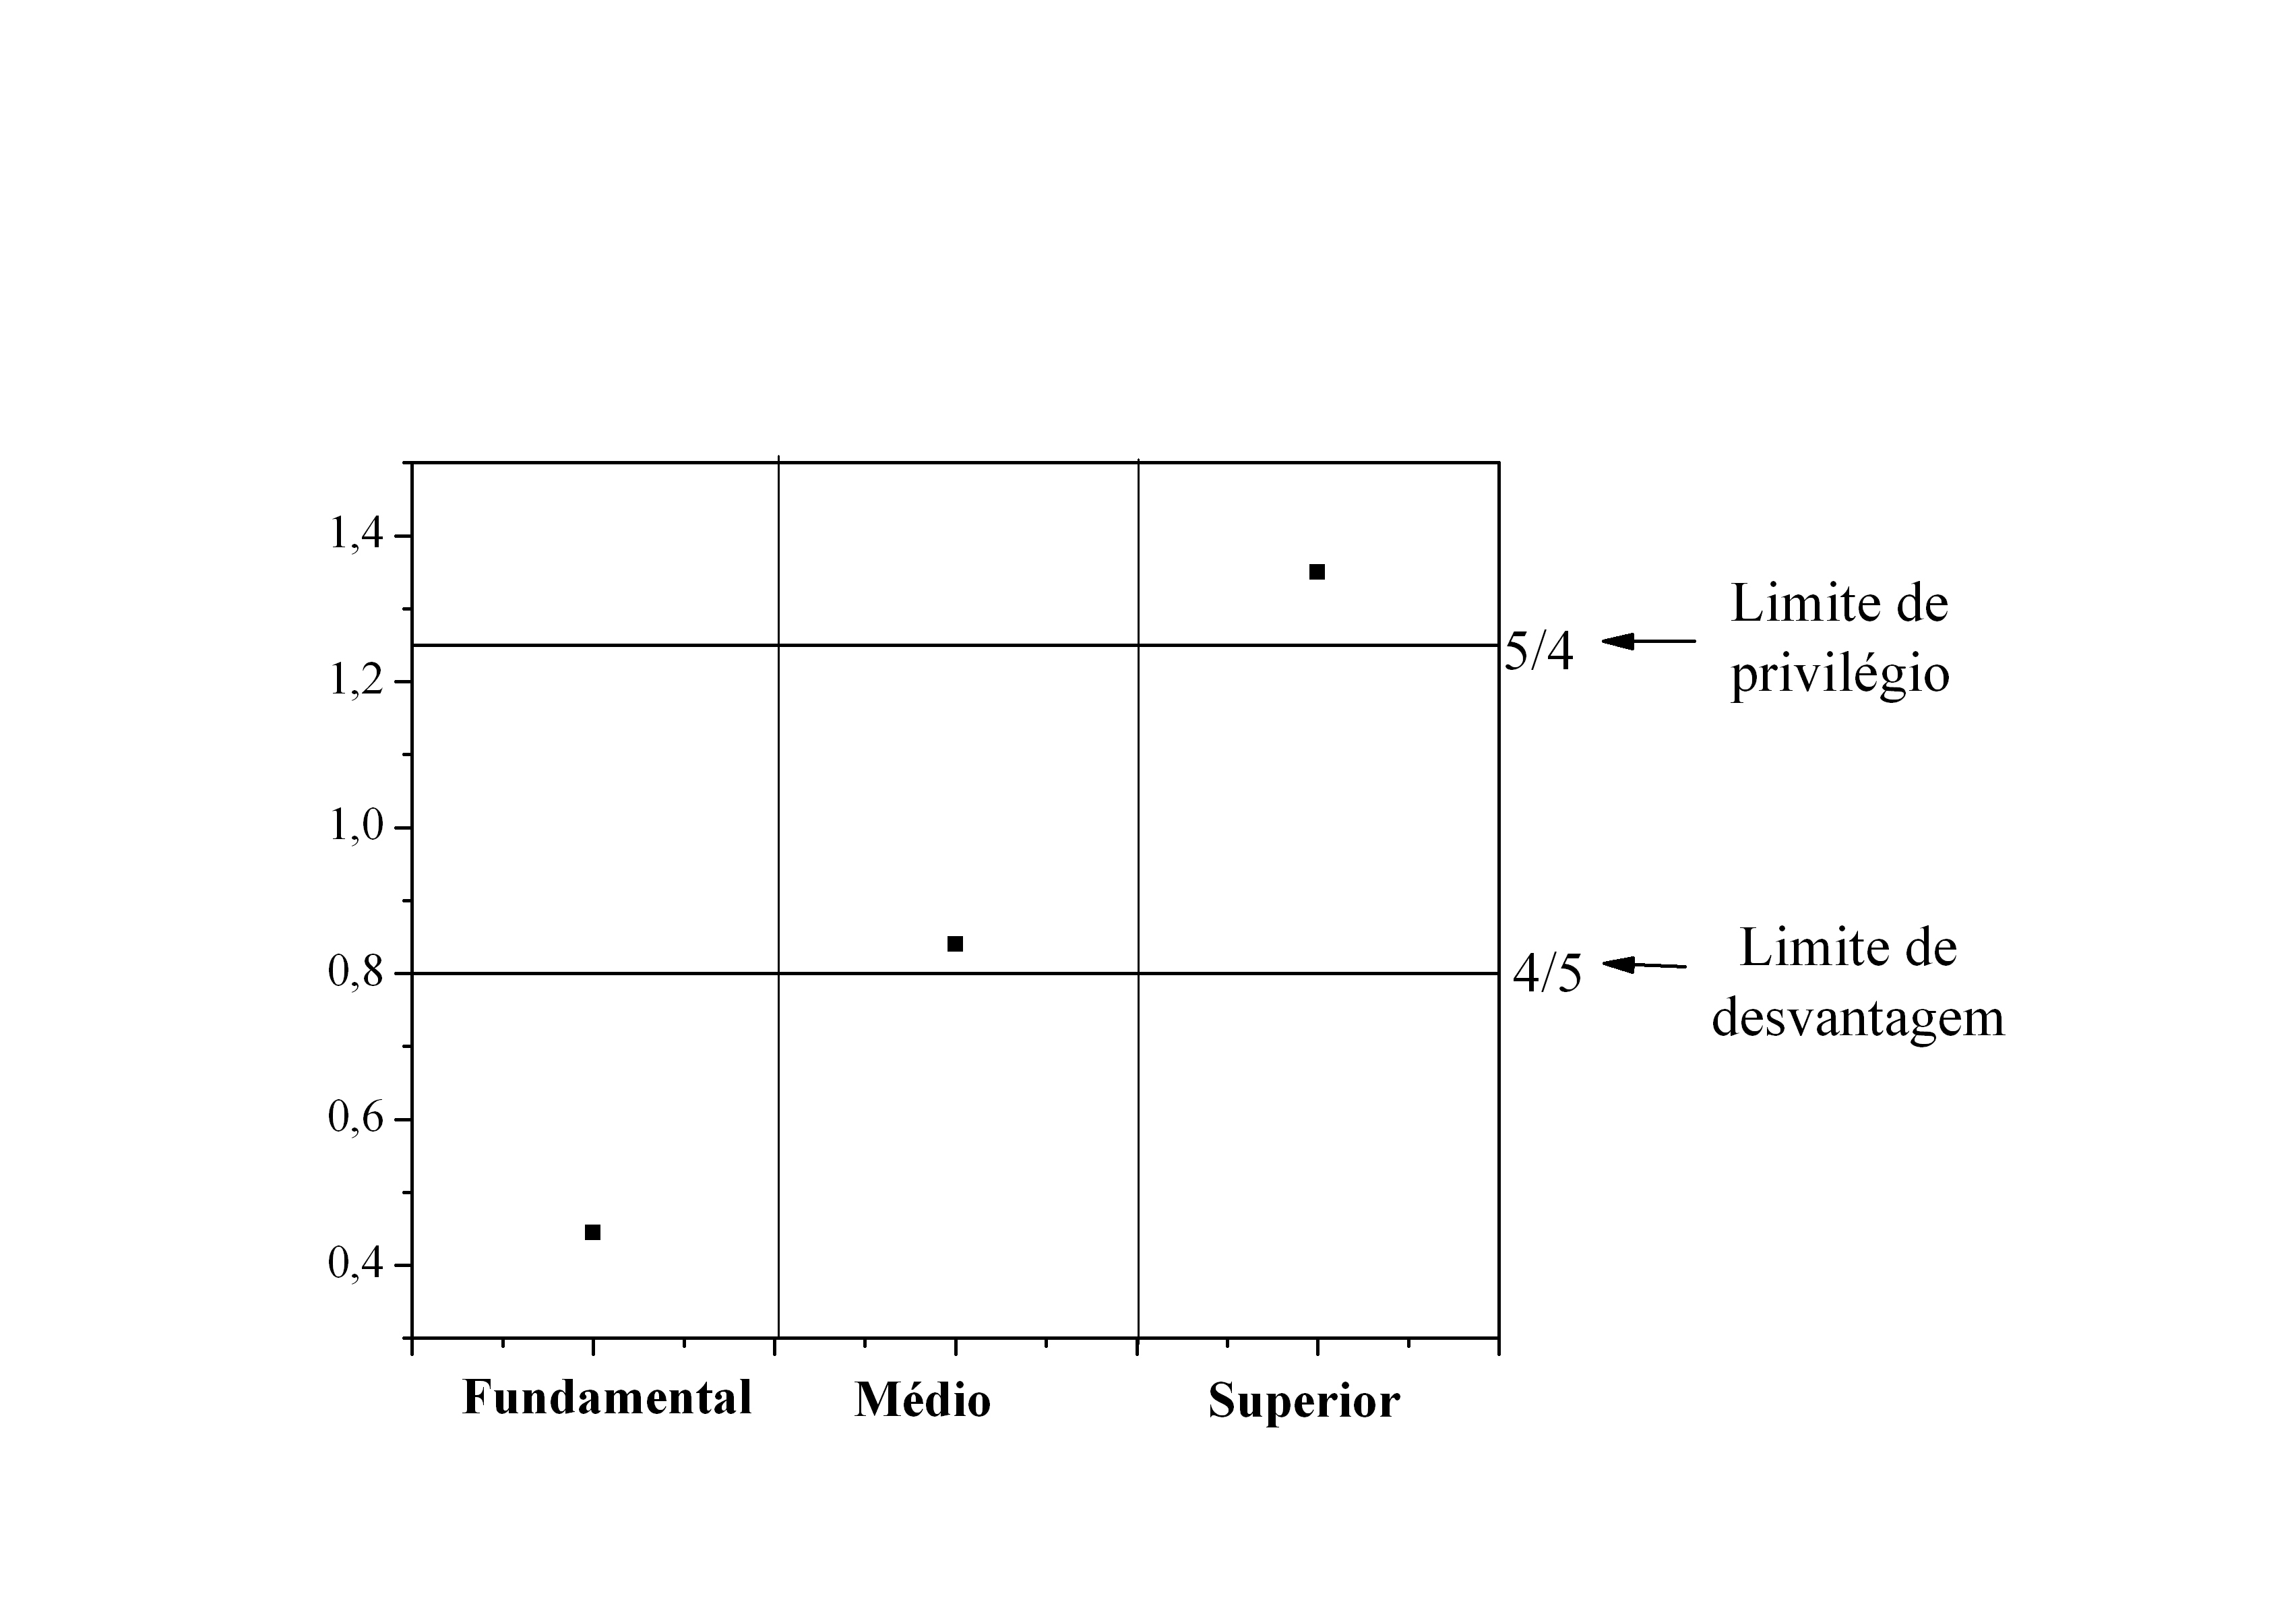 1,4
1,2
1,0
0,8
0,6
0,4
5/4
Limite de
privilégio
4/5
Limite de
desvantagem
Fundamental
Médio
Superior